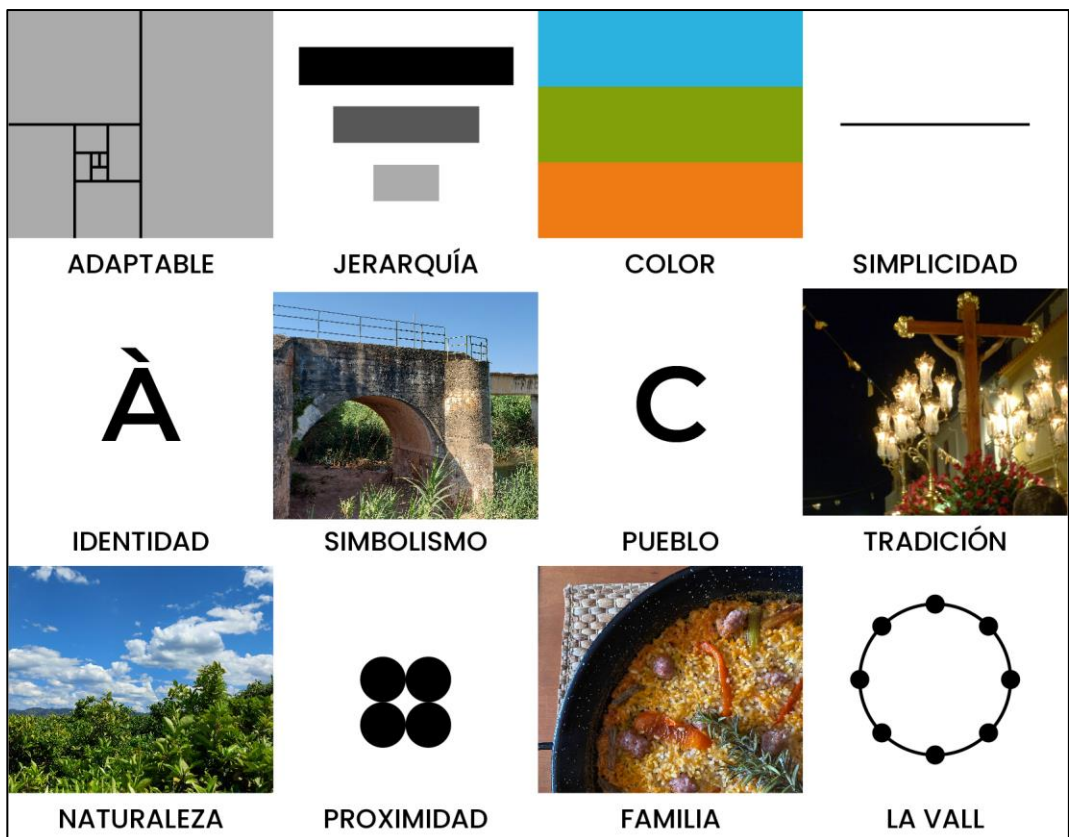 ADAPTABLE
JERARQUÍA
COLOR
SIMPLICIDAD
À
C
IDENTIDAD
SIMBOLISMO
PUEBLO
TRADICIÓN
NATURALEZA
PROXIMIDAD
FAMILIA
LA VALL